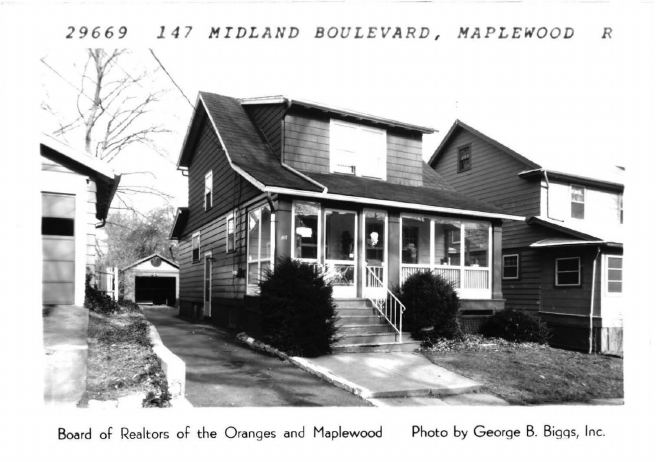 29669 147 MIDLAND BOULEVARD, MAPLEWOOD R
Board of Realtors of the Oranges and Maplewood Photo by George B. Biggs, Inc.